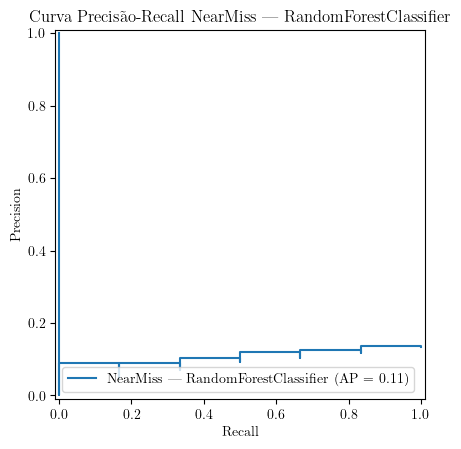 Curva Precisão-Recall NearMiss — RandomForestClassifier
1.0
0.8
0.6
0.4
0.2
0.0
Precision
NearMiss — RandomForestClassifier (AP = 0.11)
0.0 0.2 0.4 0.6 0.8 1.0
Recall